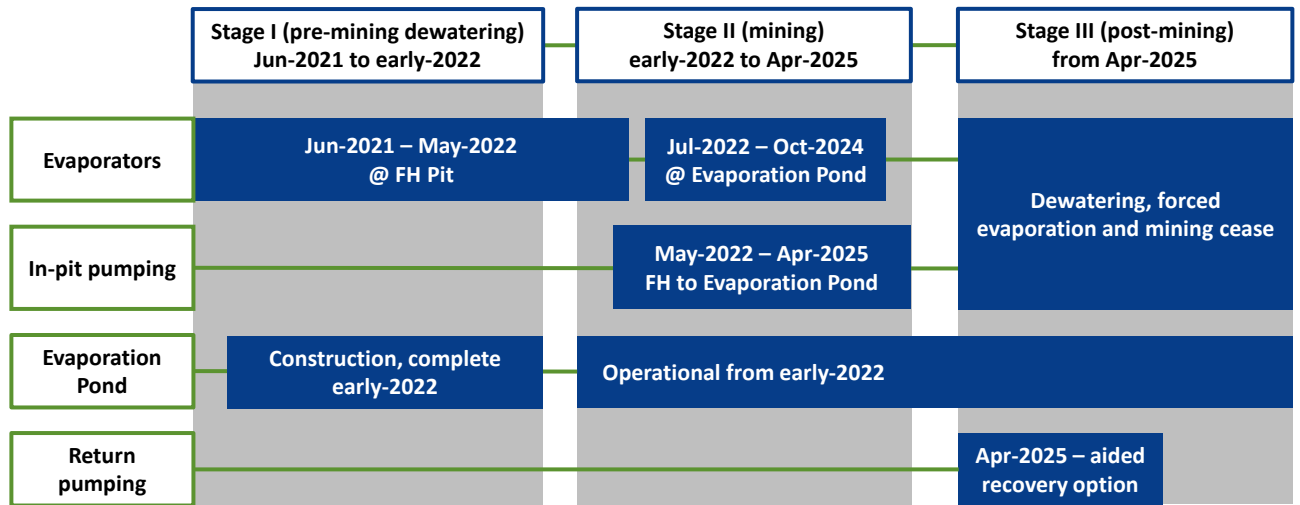 Stage I (pre-mining dewatering)
Jun-2021 to early-2022
Stage II (mining)
early-2022 to Apr-2025
Stage III (post-mining)
from Apr-2025
Evaporators
Jun-2021 – May-2022
@ FH Pit
Jul-2022 – Oct-2024
@ Evaporation Pond
Dewatering, forced
evaporation and mining cease
In-pit pumping
May-2022 – Apr-2025
FH to Evaporation Pond
Evaporation
Pond
Construction, complete
early-2022
Operational from early-2022
Return
pumping
Apr-2025 – aided
recovery option